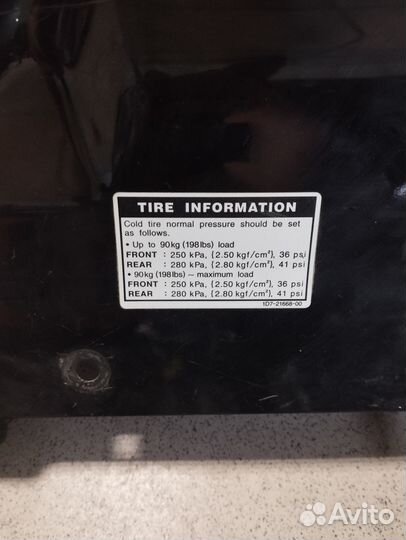 TIRE INFORMATION
Cold tire normal pressure should be set
as follows.
• Up to 90kg (198lbs) load
FRONT : 250 kPa, {2.50 kgf/cm², 36 psi
REAR : 280 kPa, {2.80 kgf/cm²}, 41 psi
• 90kg (198lbs) ~ maximum load
FRONT : 250 kPa, {2.50 kgf/cm²}, 36 psi
REAR : 280 kPa, {2.80 kgf/cm²}, 41 psi
1D7-21668-00
Avito